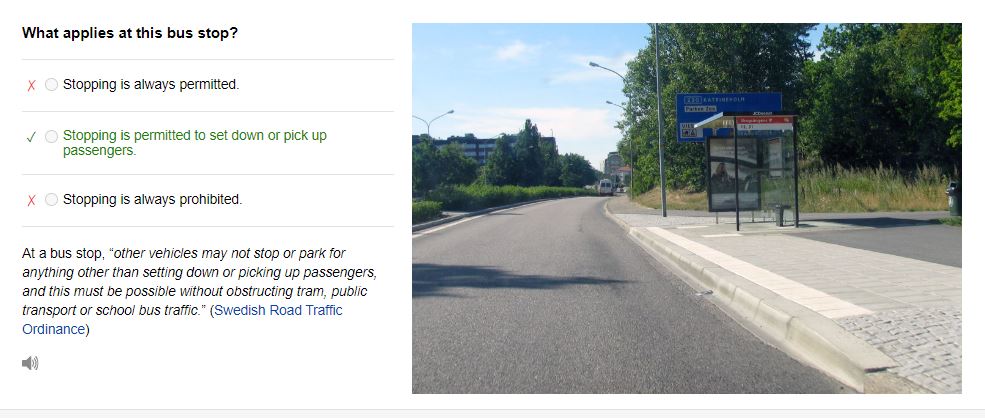 What applies at this bus stop?
X Stopping is always permitted.
✓ Stopping is permitted to set down or pick up
passengers.
X Stopping is always prohibited.
At a bus stop, “other vehicles may not stop or park for
anything other than setting down or picking up passengers,
and this must be possible without obstructing tram, public
transport or school bus traffic.” (Swedish Road Traffic
Ordinance)
230 KATRINEHOLM
JCDecaux